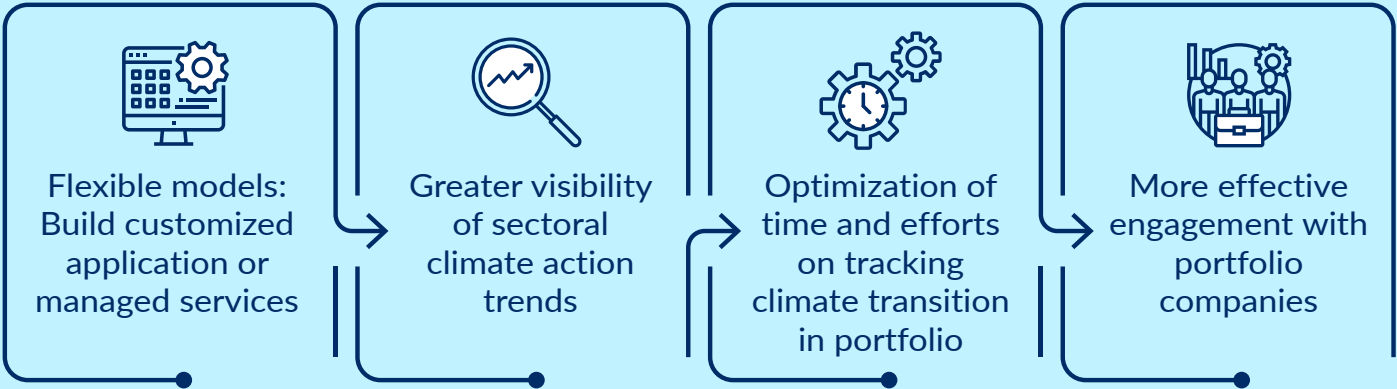 Flexible models:
Build customized
application or
managed services
Greater visibility
of sectoral
climate action
trends
Optimization of
time and efforts
on tracking
climate transition
in portfolio
More effective
engagement with
portfolio
companies